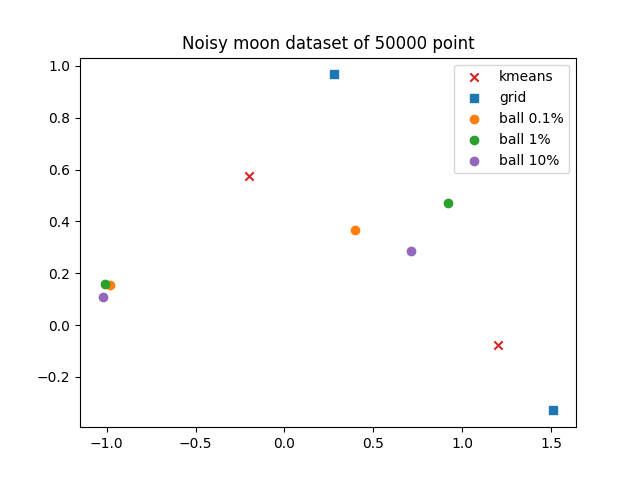 Noisy moon dataset of 50000 point
1.0
0.8
0.6
0.4
0.2
0.0
−0.2
kmeans
grid
ball 0.1%
ball 1%
ball 10%
−1.0 −0.5 0.0 0.5 1.0 1.5